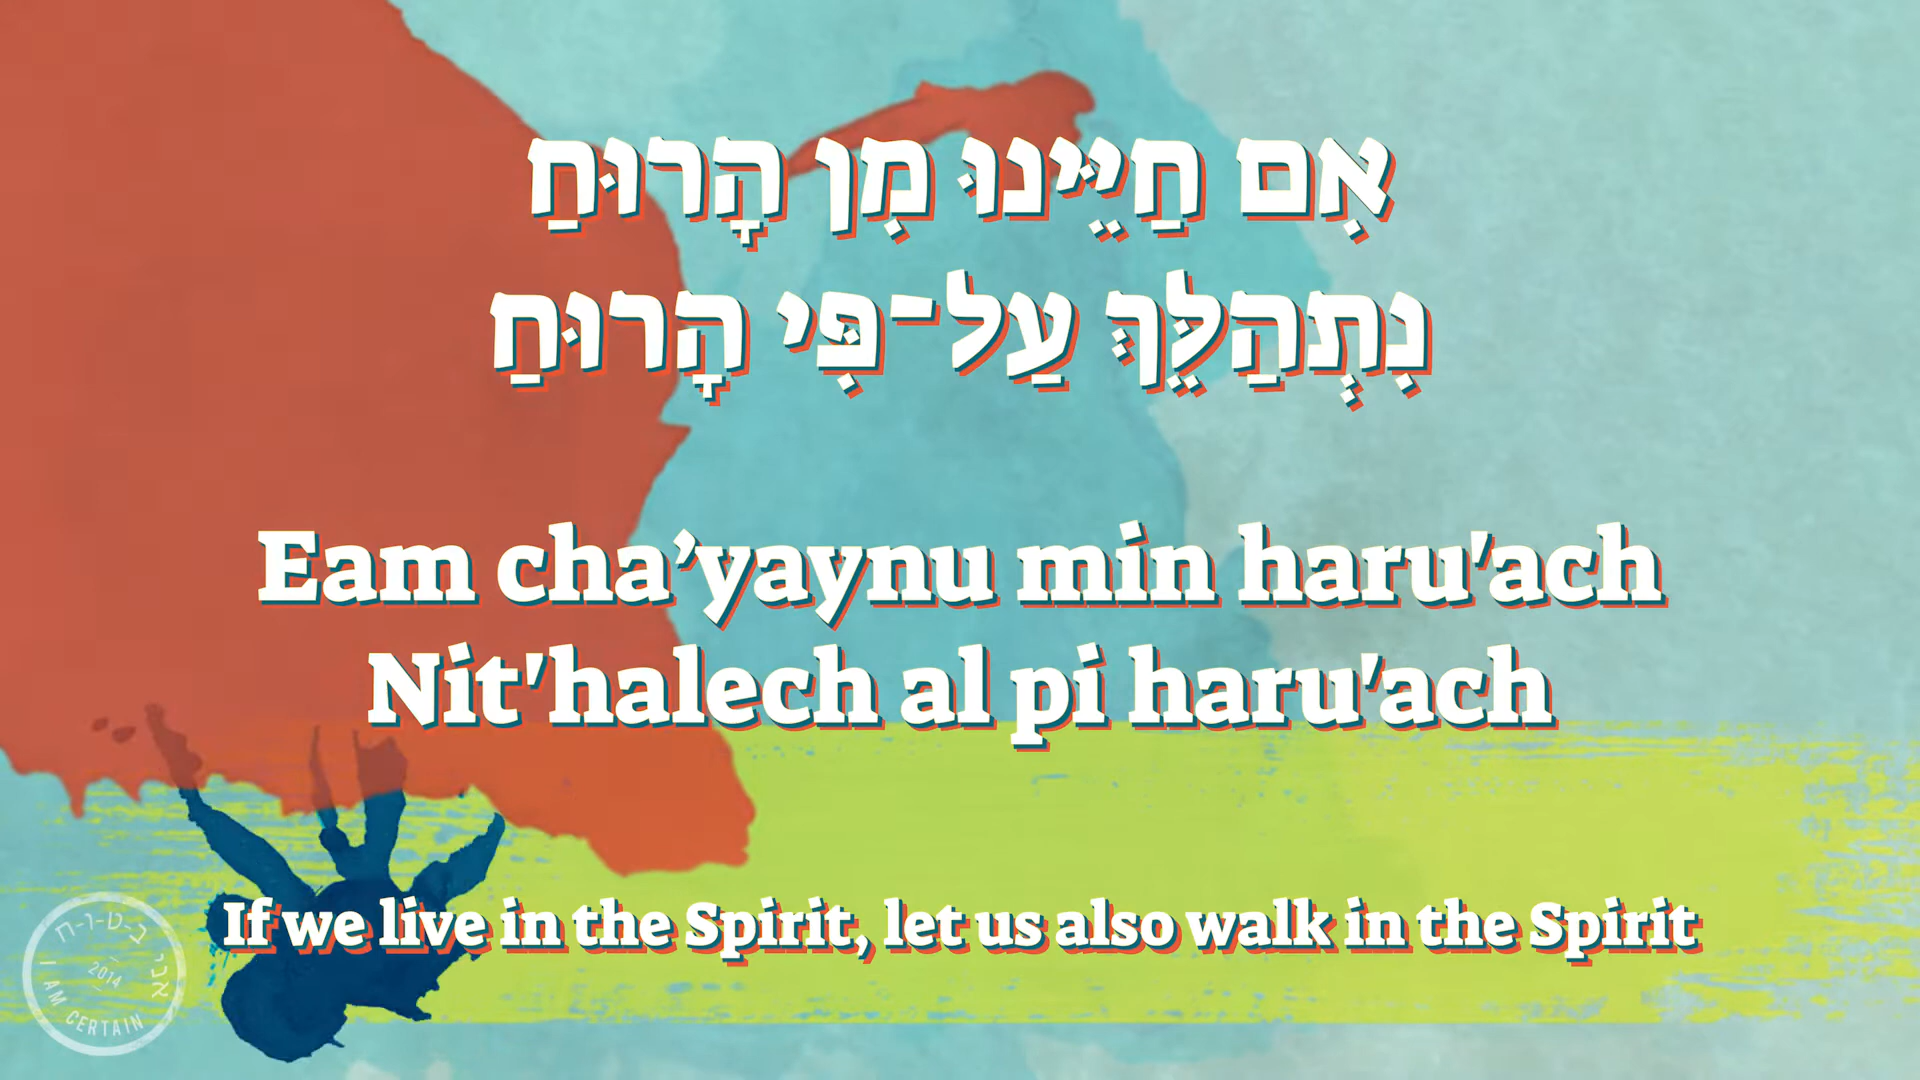 אִם חַיֵּינוּ מִן הָרוּחַ
נִתְהַלֵּךְ עַל־פִּי הָרוּחַ
Eam cha’yaynu min haru'ach
Nit'halech al pi haru'ach
If we live in the Spirit, let us also walk in the Spirit
אני ב-ט-ו-ח
2014
I AM CERTAIN